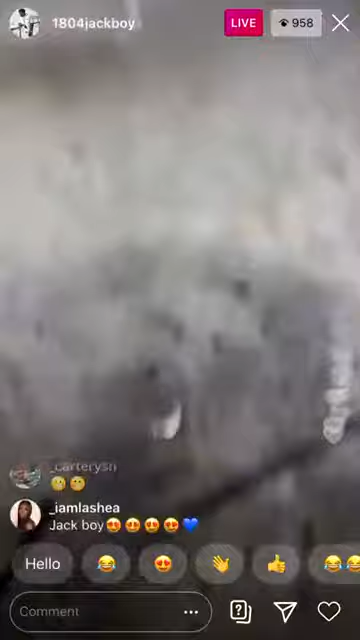 1804jackboy
LIVE
958
_carterysn
_iamlashea
Jack boy😍😍😍😍💙
Hello
Comment